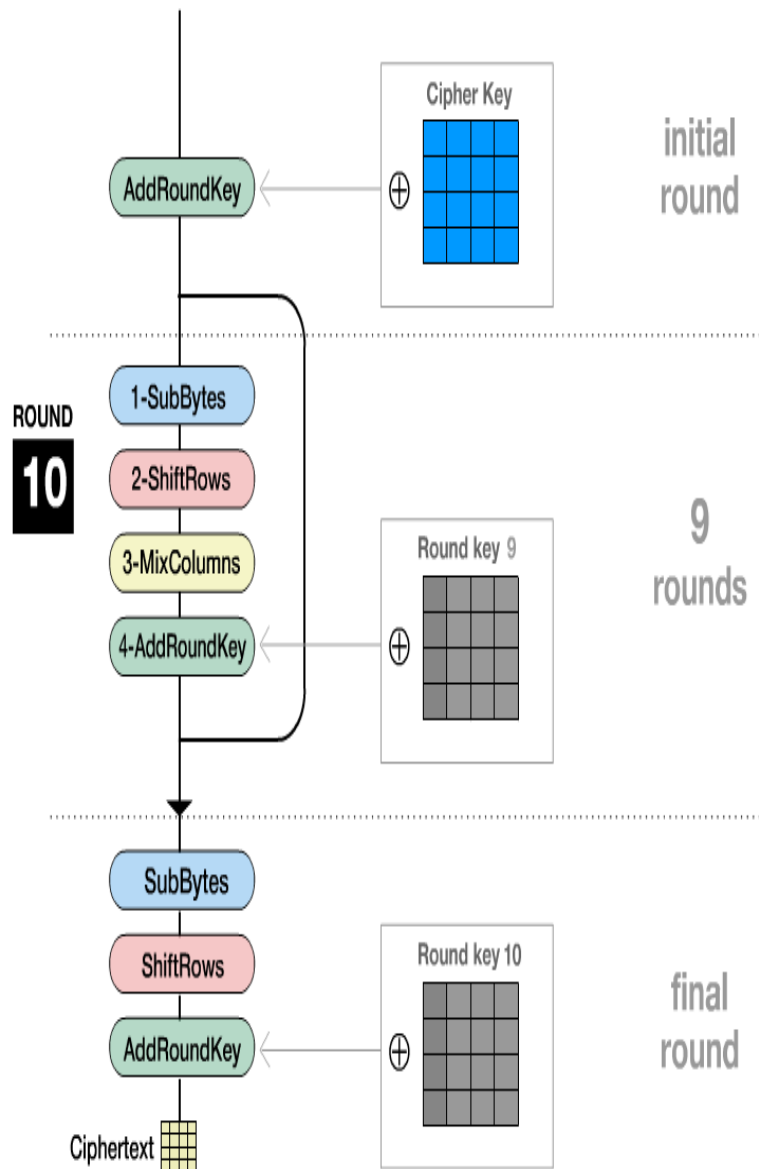 Cipher Key
initial
round
AddRoundKey
ROUND
10
1-SubBytes
2-ShiftRows
3-MixColumns
4-AddRoundKey
Round key 9
9
rounds
SubBytes
ShiftRows
AddRoundKey
Round key 10
final
round
Ciphertext